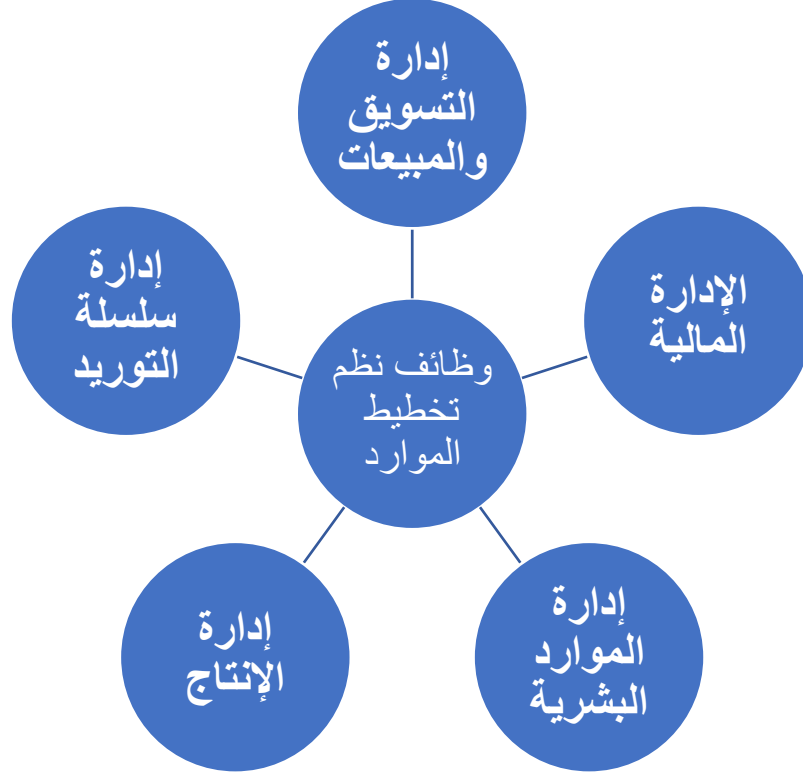 إدارة
التسويق
والمبيعات
الإدارة
المالية
إدارة
سلسلة
التوريد
وظائف نظم
تخطيط
الموارد
إدارة
الموارد
البشرية
إدارة
الإنتاج